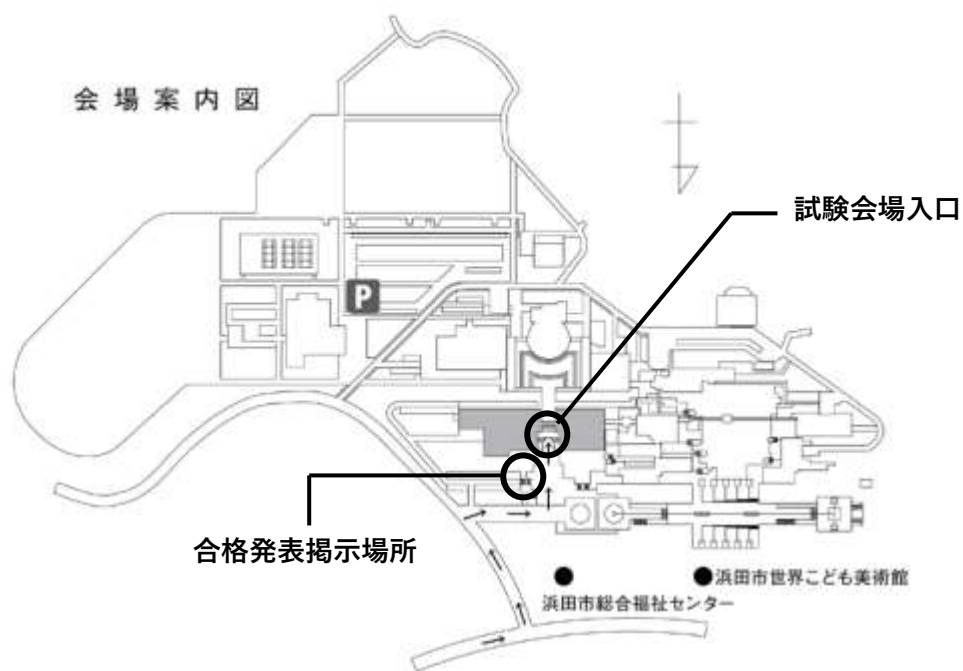 会場案内図
試験会場入口
P
合格発表掲示場所
浜田市世界こども美術館
浜田市総合福祉センター